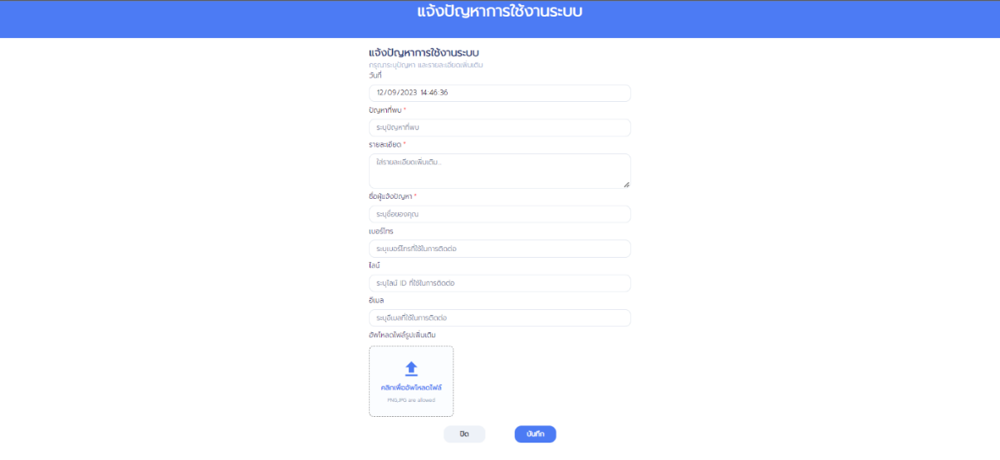 แจ้งปัญหาการใช้งานระบบ
แจ้งปัญหาการใช้งานระบบ
กรุณาระบุปัญหา และรายละเอียดเพิ่มเติม
วันที่
12/09/2023 14:46:36
ปัญหาที่พบ *
ระบุปัญหาที่พบ
รายละเอียด *
ใส่รายละเอียดเพิ่มเติม...
ชื่อผู้แจ้งปัญหา *
ระบุชื่อของคุณ
เบอร์โทร
ระบุเบอร์โทรที่ใช้ในการติดต่อ
ไลน์
ระบุไลน์ ID ที่ใช้ในการติดต่อ
อีเมล
ระบุอีเมลที่ใช้ในการติดต่อ
อัพโหลดไฟล์รูปเพิ่มเติม
คลิกเพื่ออัพโหลดไฟล์
PNG,JPG are allowed
ปิด
บันทึก